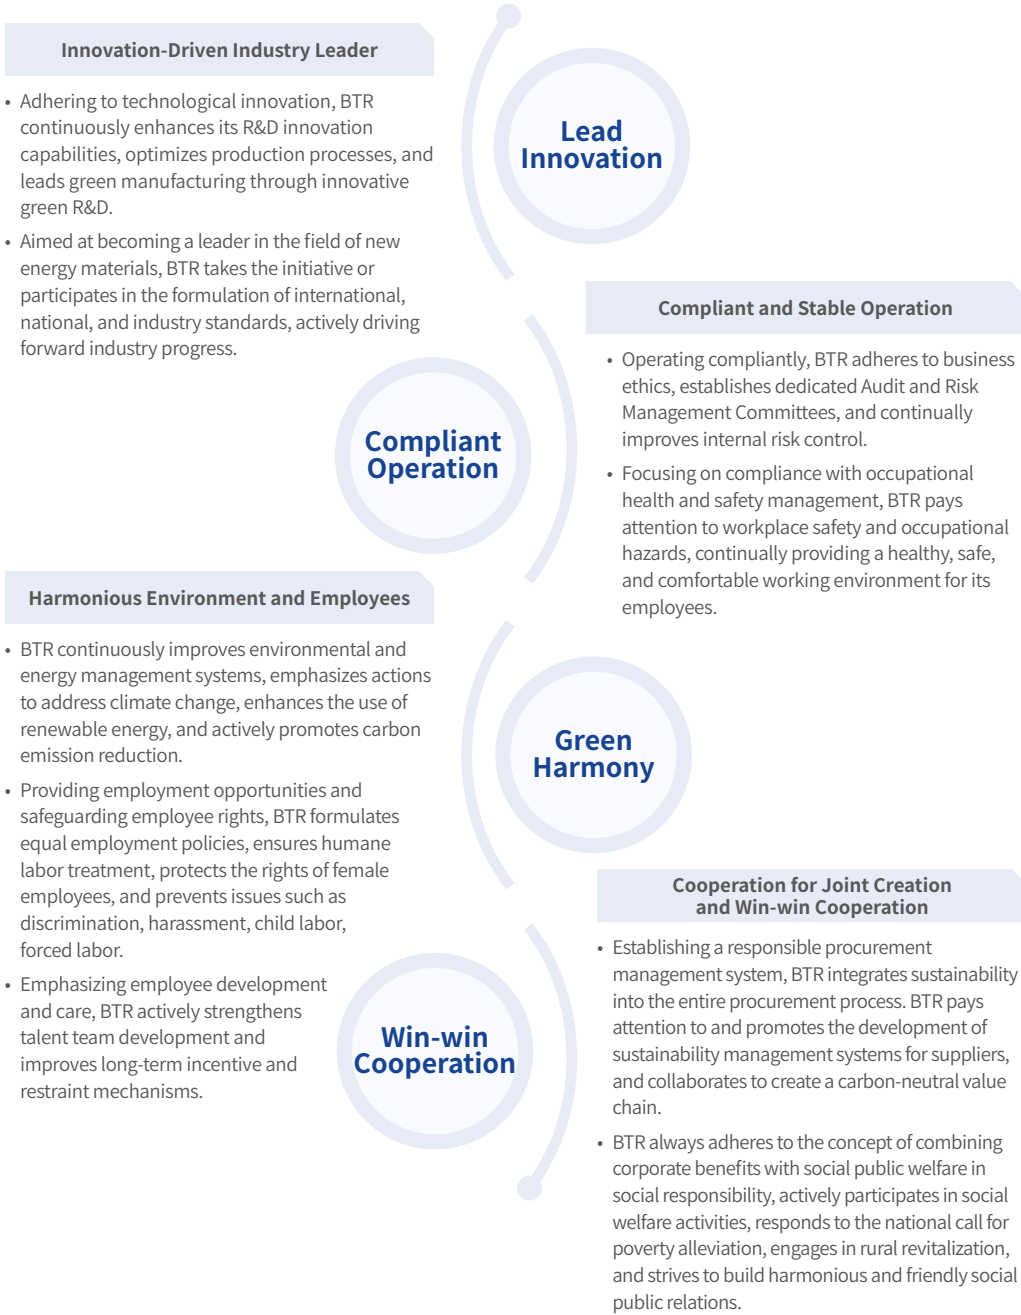 Innovation-Driven Industry Leader
• Adhering to technological innovation, BTR
continuously enhances its R&D innovation
capabilities, optimizes production processes, and
leads green manufacturing through innovative
green R&D.
• Aimed at becoming a leader in the field of new
energy materials, BTR takes the initiative or
participates in the formulation of international,
national, and industry standards, actively driving
forward industry progress.
Lead
Innovation
Compliant and Stable Operation
• Operating compliantly, BTR adheres to business
ethics, establishes dedicated Audit and Risk
Management Committees, and continually
improves internal risk control.
• Focusing on compliance with occupational
health and safety management, BTR pays
attention to workplace safety and occupational
hazards, continually providing a healthy, safe,
and comfortable working environment for its
employees.
Compliant
Operation
Harmonious Environment and Employees
• BTR continuously improves environmental and
energy management systems, emphasizes actions
to address climate change, enhances the use of
renewable energy, and actively promotes carbon
emission reduction.
• Providing employment opportunities and
safeguarding employee rights, BTR formulates
equal employment policies, ensures humane
labor treatment, protects the rights of female
employees, and prevents issues such as
discrimination, harassment, child labor,
forced labor.
• Emphasizing employee development
and care, BTR actively strengthens
talent team development and
improves long-term incentive and
restraint mechanisms.
Green
Harmony
Cooperation for Joint Creation
and Win-win Cooperation
• Establishing a responsible procurement
management system, BTR integrates sustainability
into the entire procurement process. BTR pays
attention to and promotes the development of
sustainability management systems for suppliers,
and collaborates to create a carbon-neutral value
chain.
• BTR always adheres to the concept of combining
corporate benefits with social public welfare in
social responsibility, actively participates in social
welfare activities, responds to the national call for
poverty alleviation, engages in rural revitalization,
and strives to build harmonious and friendly social
public relations.
Win-win
Cooperation